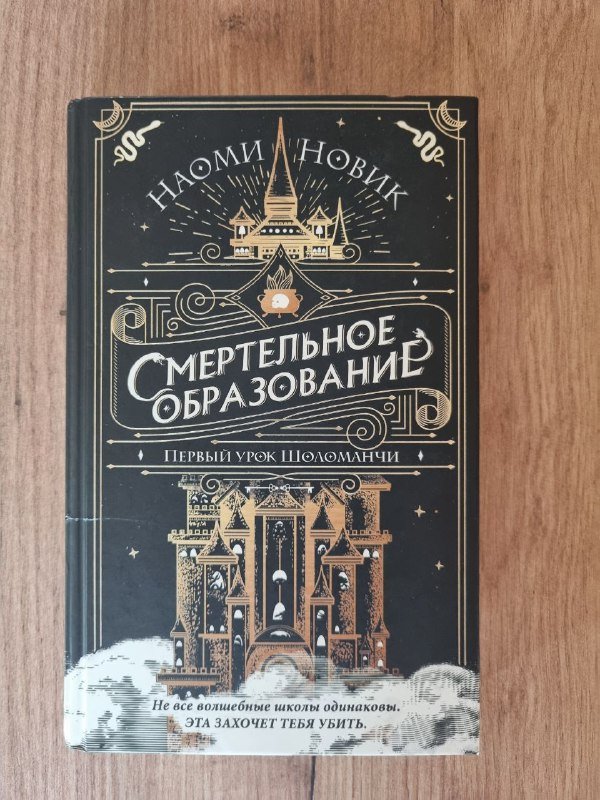 Наоми Новик
Смертельное
образование
Первый урок Шоломанчи
Не все волшебные школы одинаковы.
ЭТА ЗАХОЧЕТ ТЕБЯ УБИТЬ.